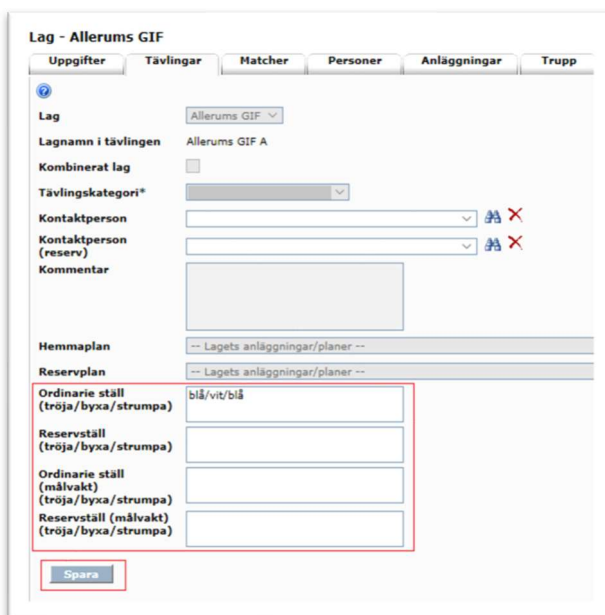 Lag - Allerums GIF
Uppgifter Tävlingar Matcher Personer Anläggningar Trupp
?
Lag Allerums GIF
Lagnamn i tävlingen Allerums GIF A
Kombinerat lag
Tävlingskategori*
Kontaktperson
Kontaktperson
(reserv)
Kommentar
Hemmaplan -- Lagets anläggningar/planer --
Reservplan -- Lagets anläggningar/planer --
Ordinarie ställ blå/vit/blå
(tröja/byxa/strumpa)
Reservställ
(tröja/byxa/strumpa)
Ordinarie ställ
(målvakt)
(tröja/byxa/strumpa)
Reservställ (målvakt)
(tröja/byxa/strumpa)
Spara